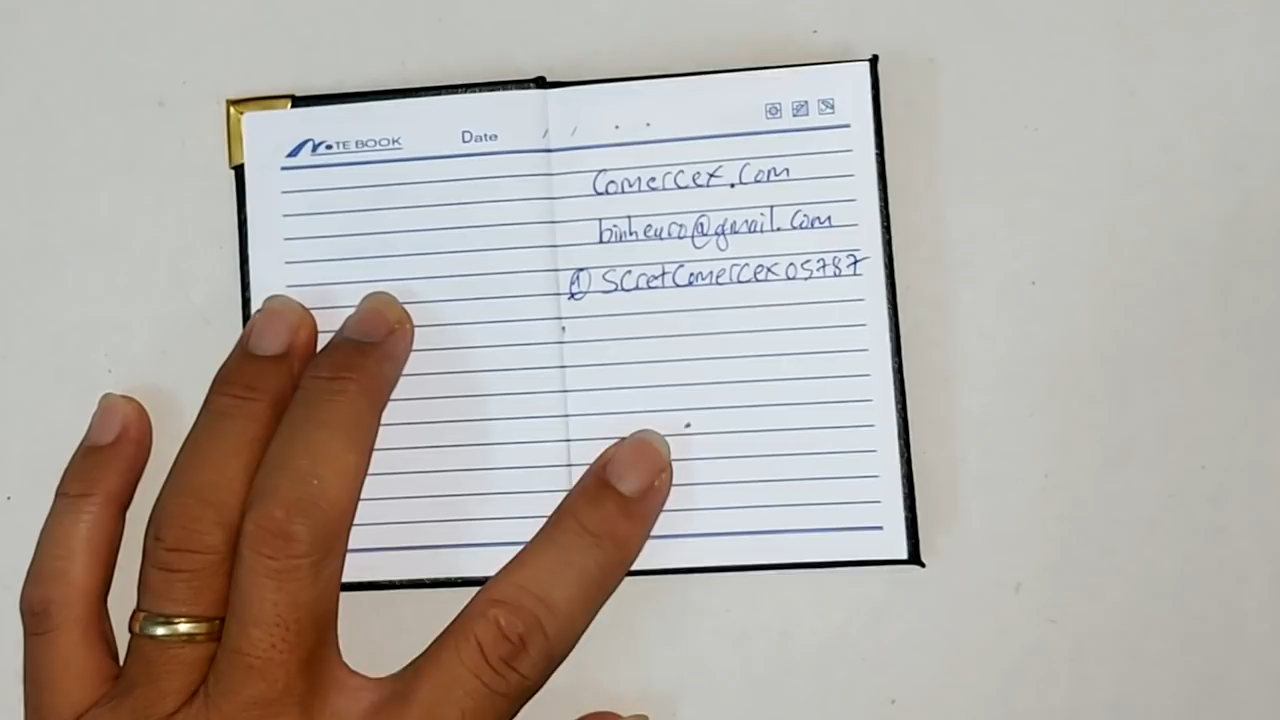 NOTE BOOK Date / /
Comercex.com
binheuro@gmail.com
① ScretComercex05787